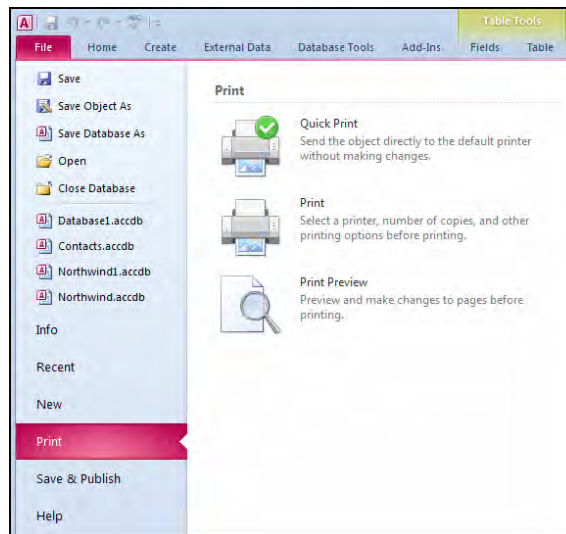 A
Table Tools
File Home Create External Data Database Tools Add-Ins Fields Table
Save
Save Object As
Save Database As
Open
Close Database
Database1.accdb
Contacts.accdb
Northwind1.accdb
Northwind.accdb
Info
Recent
New
Print
Save & Publish
Help
Print
Quick Print
Send the object directly to the default printer
without making changes.
Print
Select a printer, number of copies, and other
printing options before printing.
Print Preview
Preview and make changes to pages before
printing.